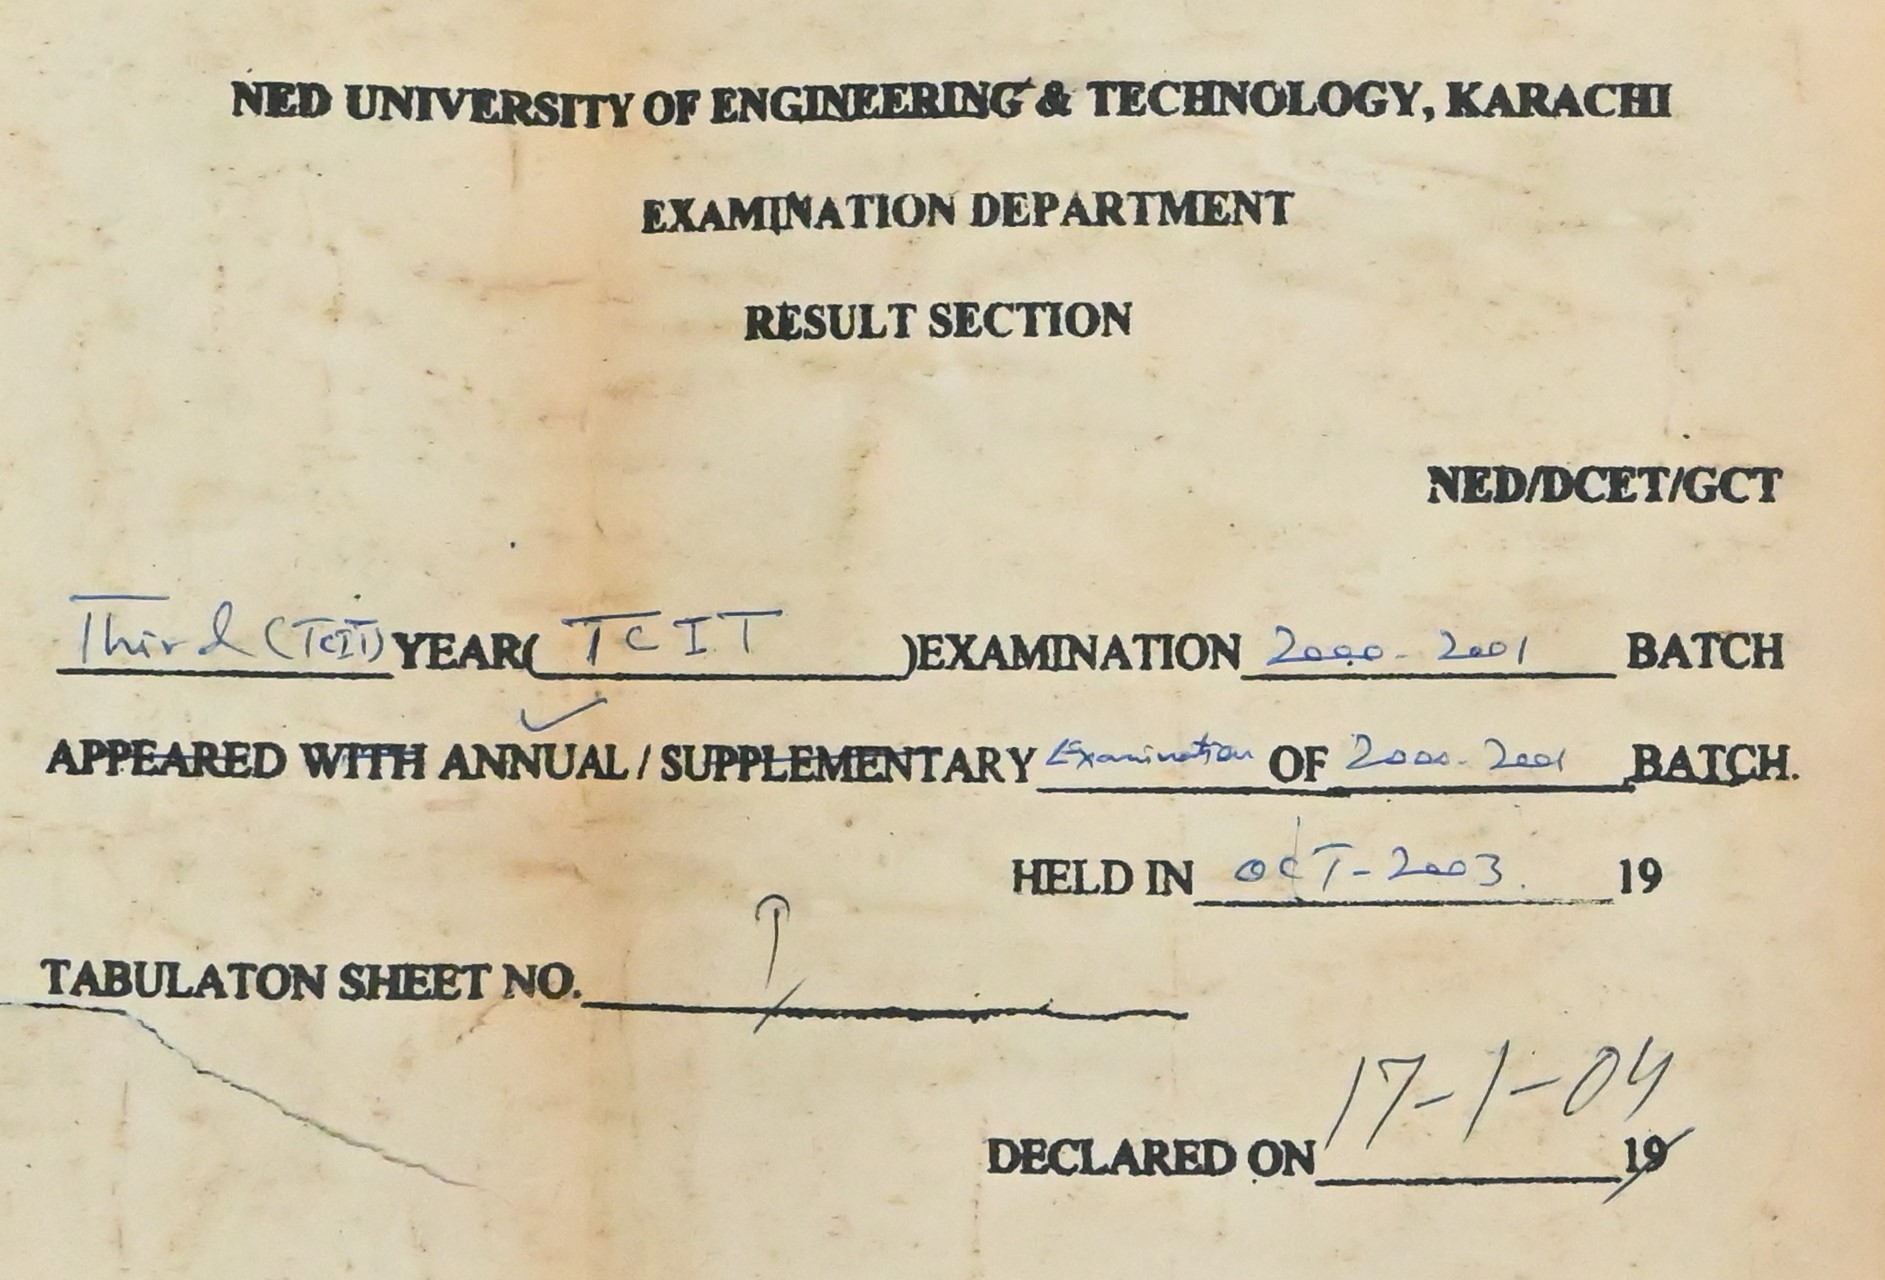 NED UNIVERSITY OF ENGINEERING & TECHNOLOGY, KARACHI
EXAMINATION DEPARTMENT
RESULT SECTION
NED/DCET/GCT
Third (TCIT) YEAR( TCIT )EXAMINATION 2000-2001 BATCH
APPEARED WITH ANNUAL / SUPPLEMENTARY Examination OF 2000-2001 BATCH.
HELD IN OCT-2003. 19
TABULATON SHEET NO.
DECLARED ON 17-1-04 19